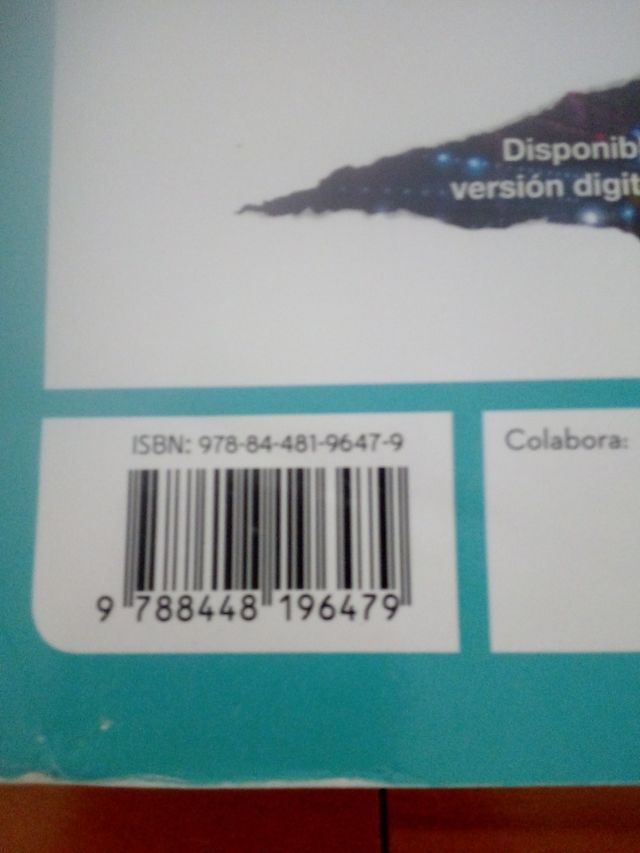 Disponib
versión digit
ISBN: 978-84-481-9647-9
Colabora:
9 788448 196479